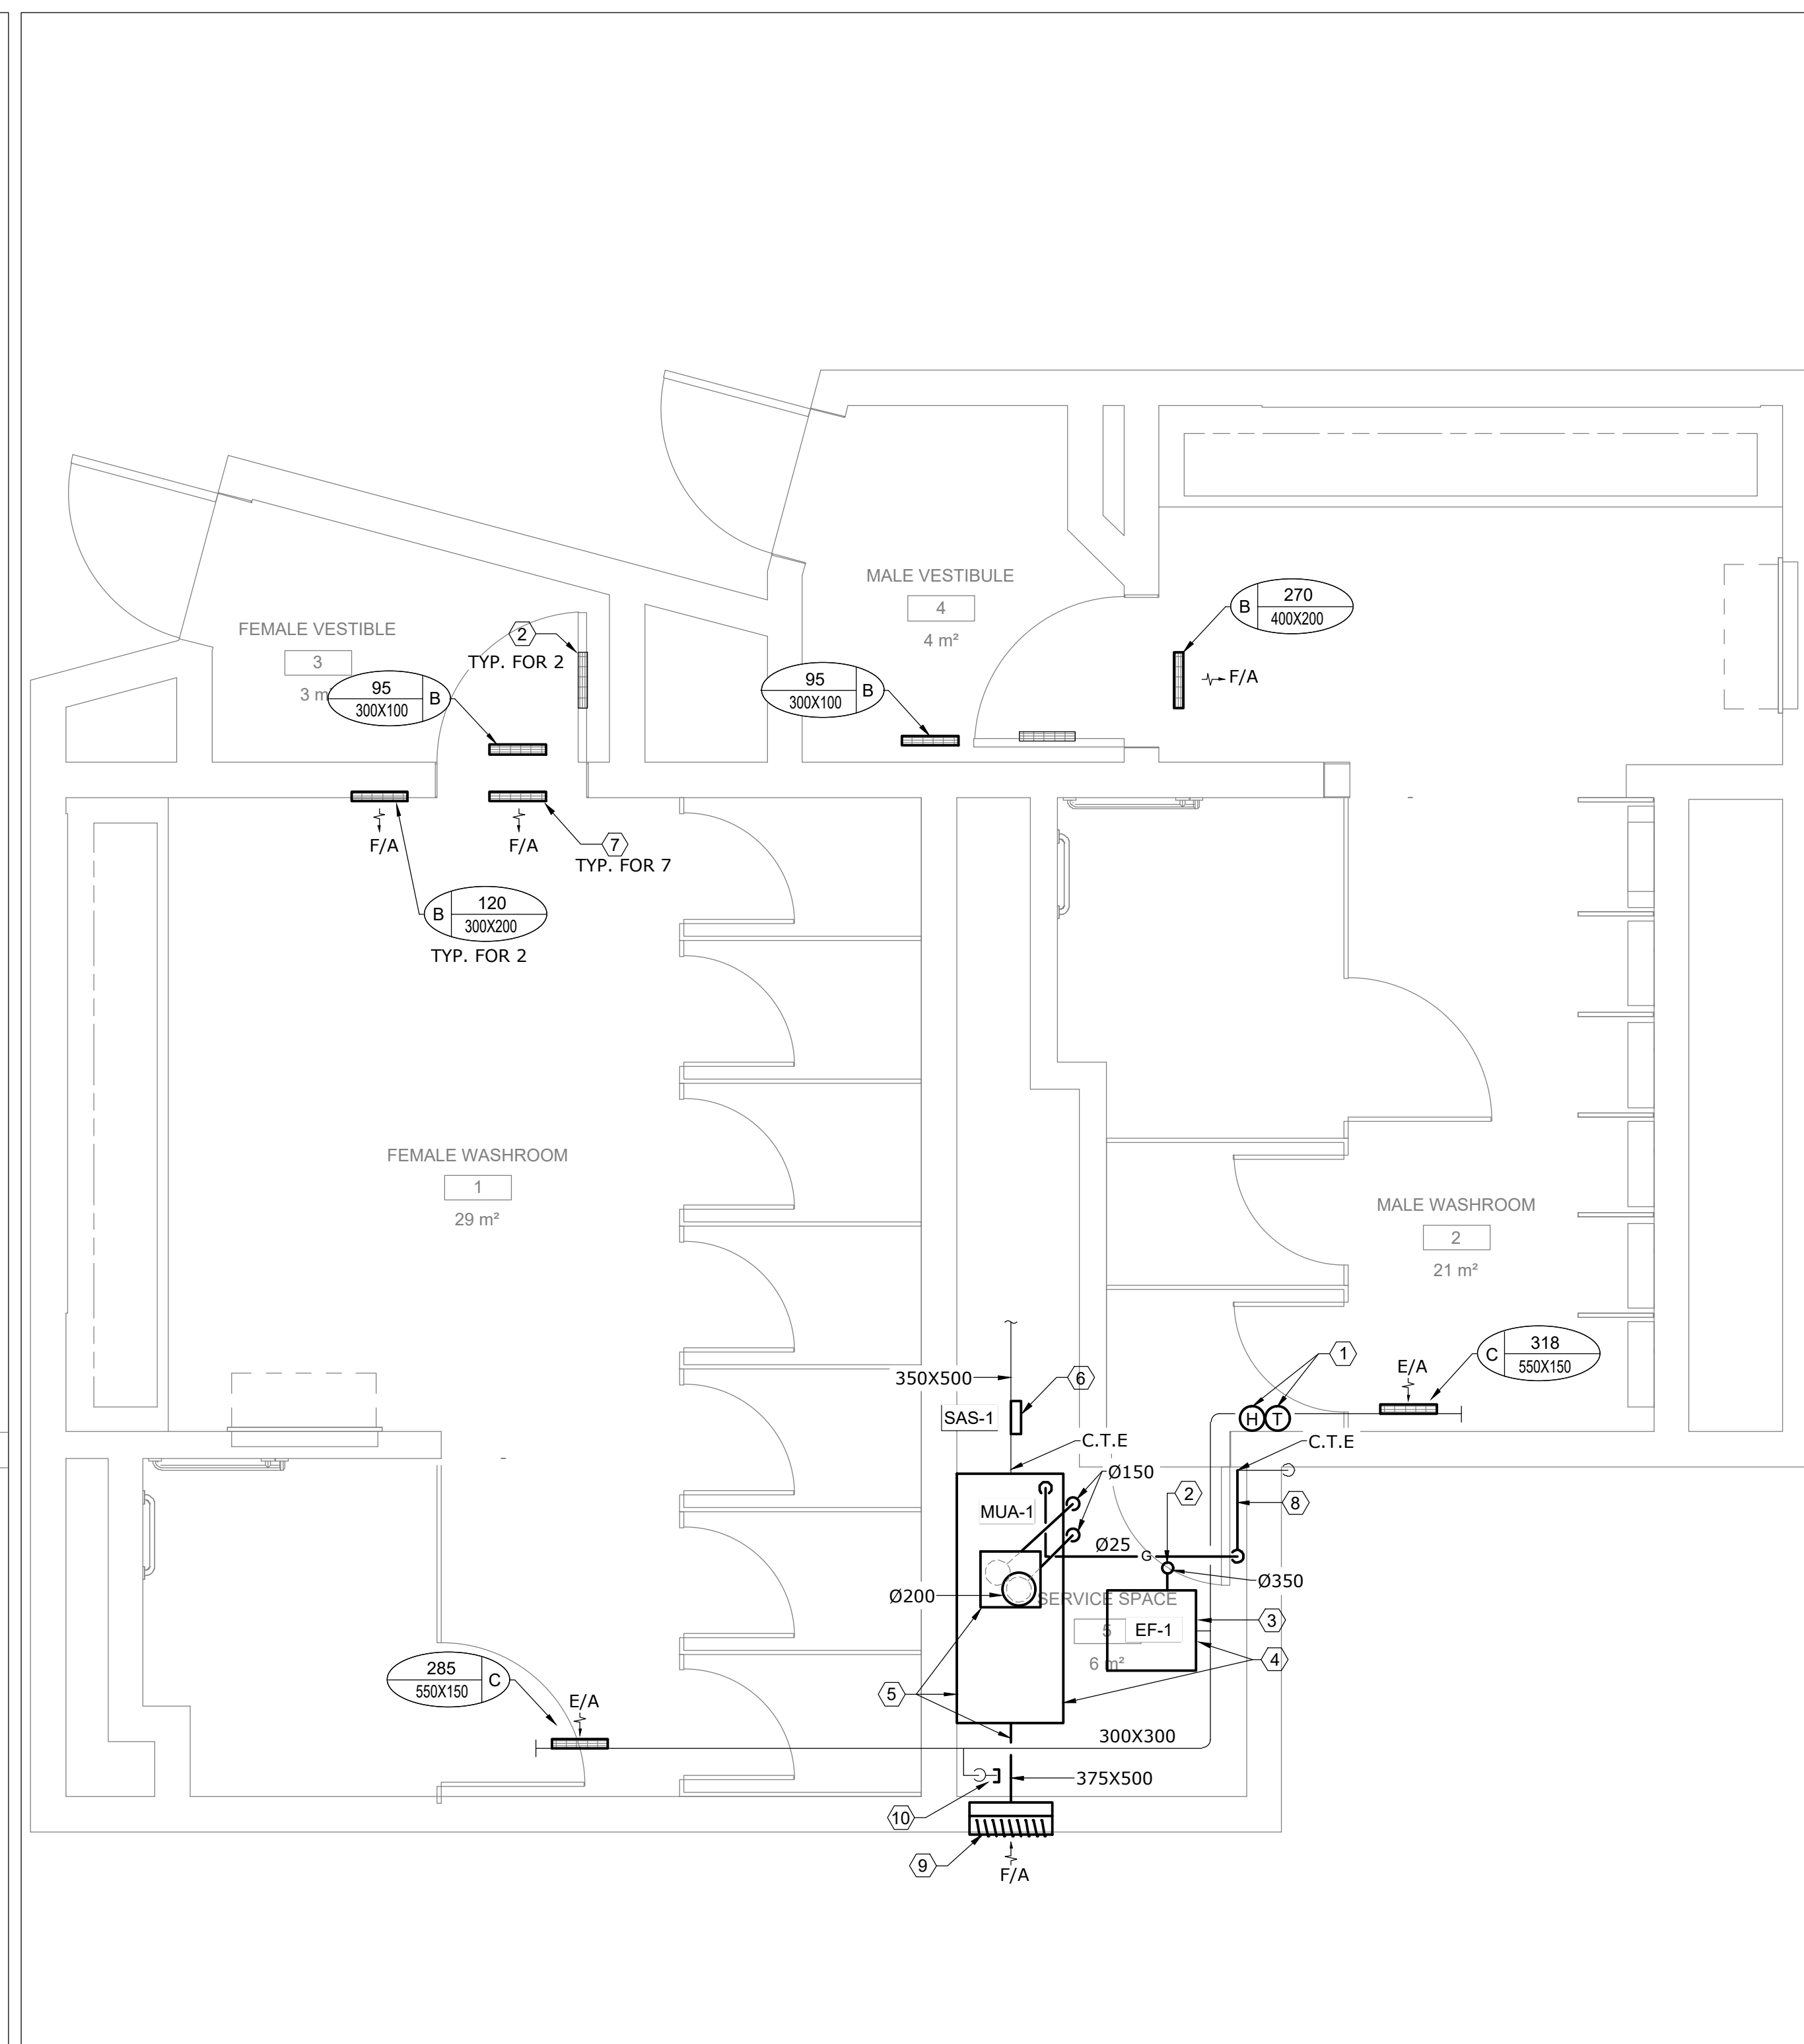 MALE VESTIBULE
4
4 m²
B
270
400X200
F/A
FEMALE VESTIBLE
3
3 m
2
TYP. FOR 2
95
300X100
B
95
300X100
B
F/A
F/A
7
TYP. FOR 7
B
120
300X200
TYP. FOR 2
FEMALE WASHROOM
1
29 m²
MALE WASHROOM
2
21 m²
350X500
6
SAS-1
C.T.E
1
H
T
E/A
C
318
550X150
C.T.E
Ø150
MUA-1
2
8
Ø25
G
Ø350
Ø200
SERVICE SPACE
5
6 m²
EF-1
3
4
5
285
550X150
C
E/A
300X300
375X500
10
9
F/A